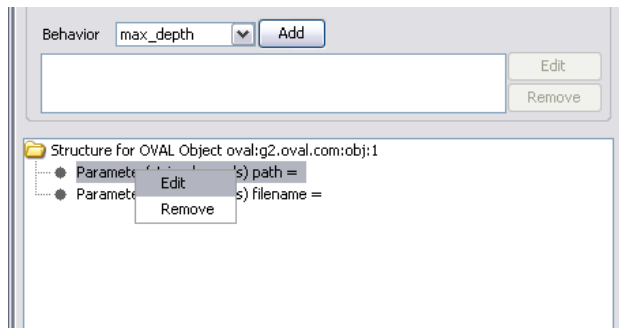 Behavior max_depth Add
Edit
Remove
Structure for OVAL Object oval:g2.oval.com:obj:1
Paramete s) path =
Edit
Paramet s) filename =
Remove